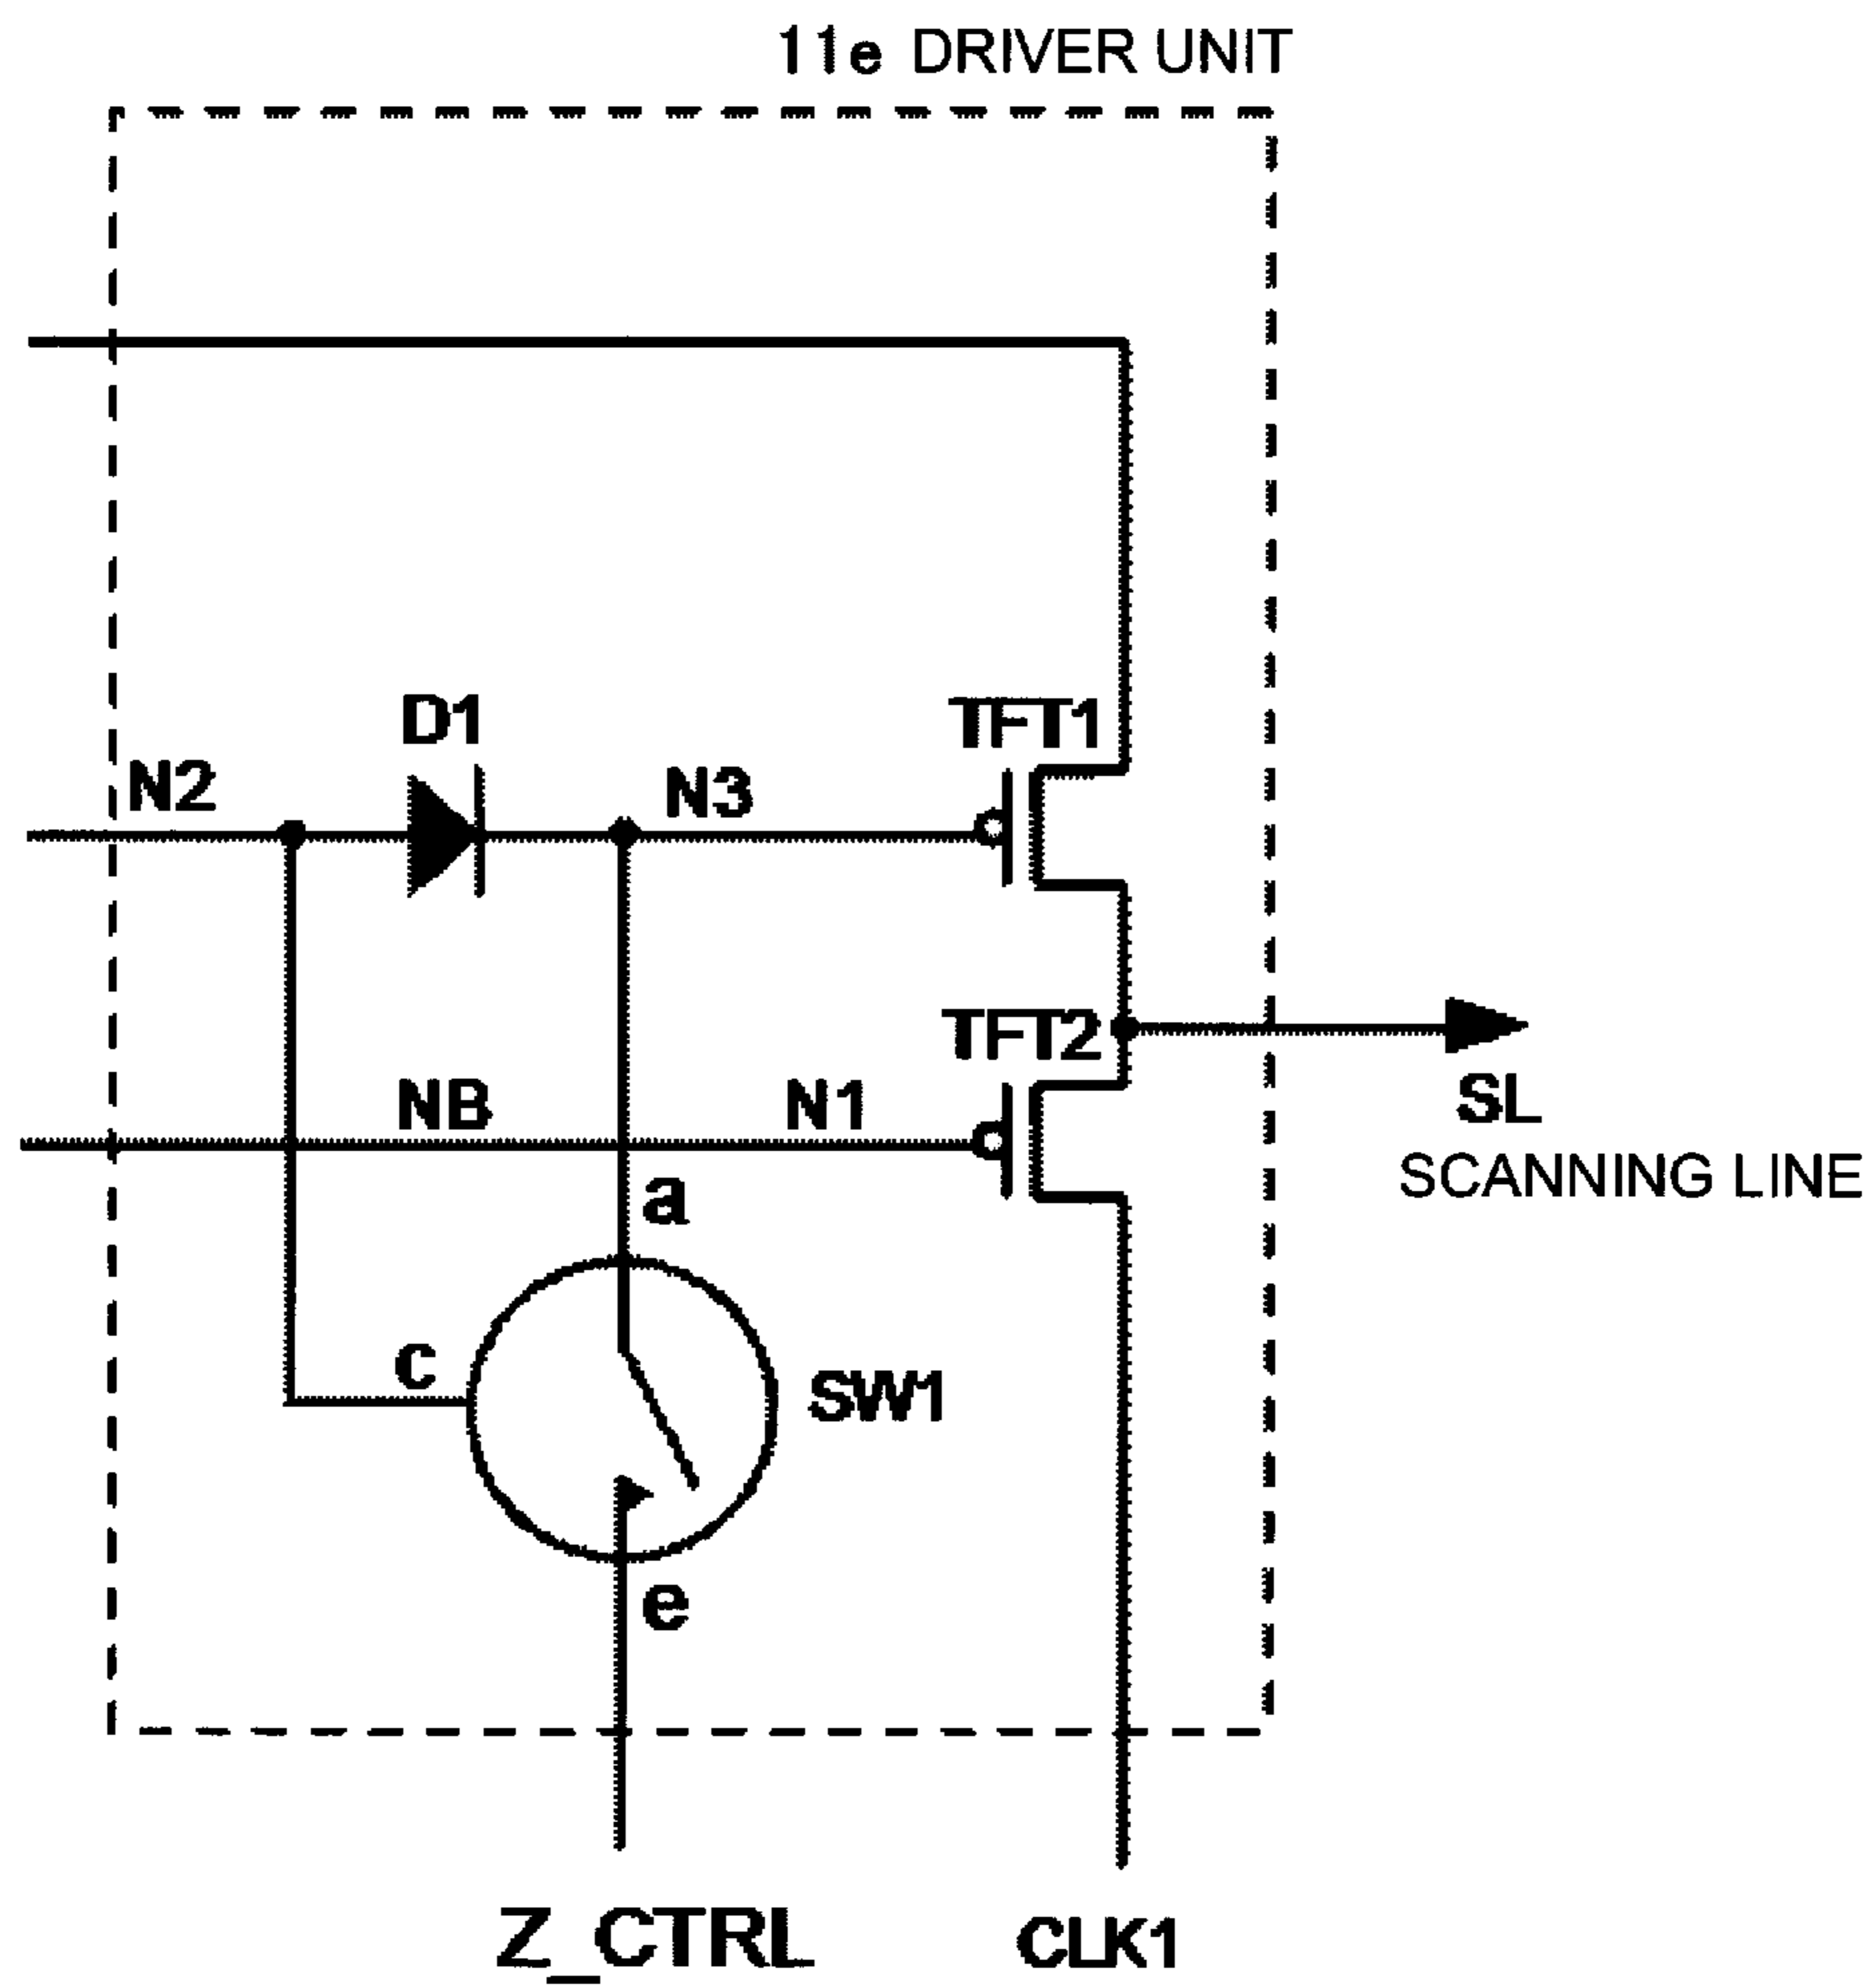 11e DRIVER UNIT
D1
TFT1
N2
N3
TFT2
NB
N1
SL
SCANNING LINE
a
c
SW1
e
Z_CTRL
CLK1